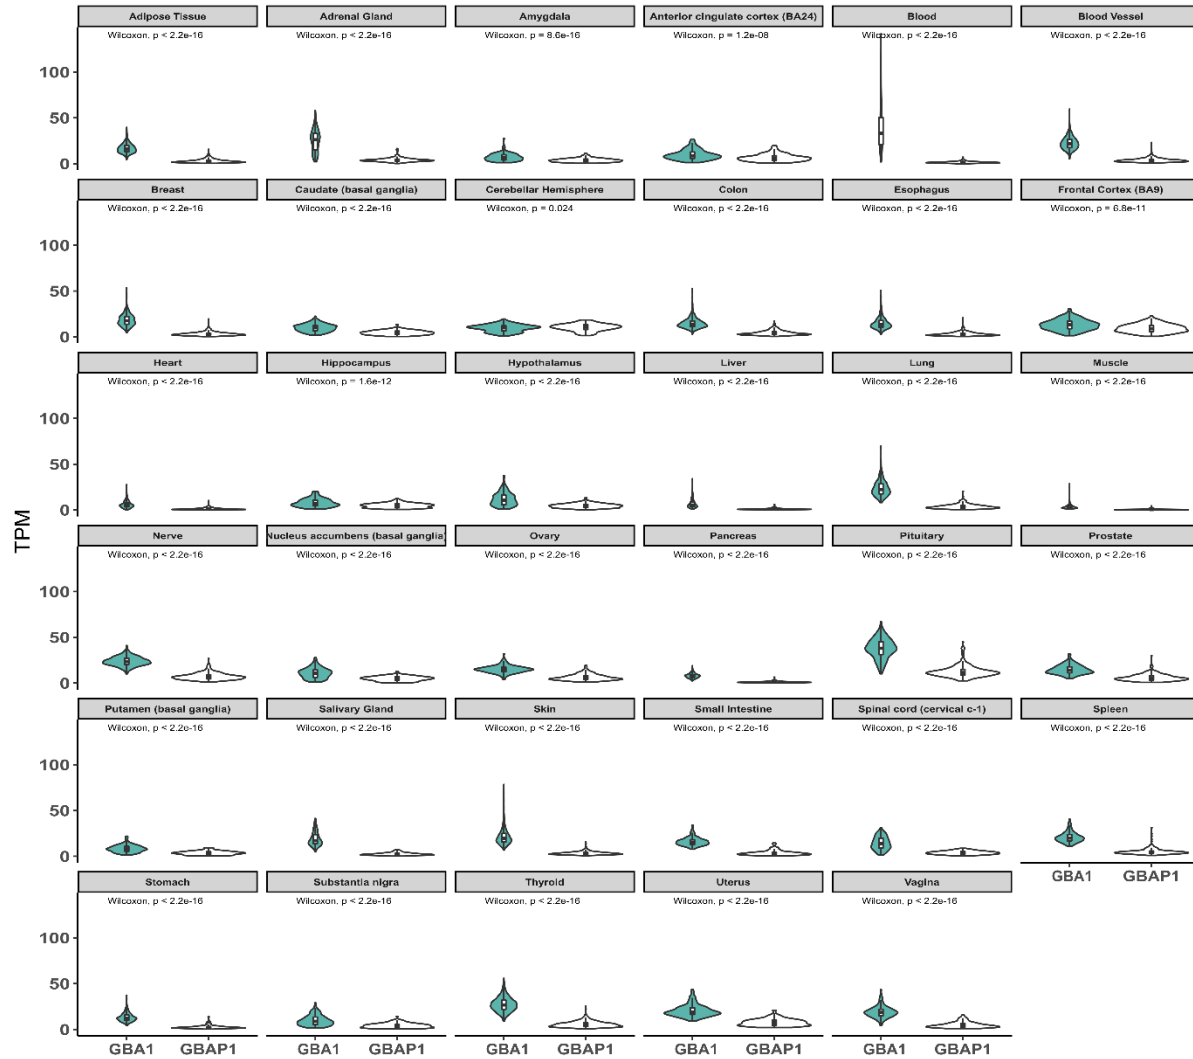 Adipose Tissue Adrenal Gland Amygdala Anterior cingulate cortex (BA24) Blood Blood Vessel
Wilcoxon, p < 2.2e-16 Wilcoxon, p < 2.2e-16 Wilcoxon, p = 8.6e-16 Wilcoxon, p = 1.2e-08 Wilcoxon, p < 2.2e-16 Wilcoxon, p < 2.2e-16
100
50
0
Breast Caudate (basal ganglia) Cerebellar Hemisphere Colon Esophagus Frontal Cortex (BA9)
Wilcoxon, p < 2.2e-16 Wilcoxon, p < 2.2e-16 Wilcoxon, p = 0.024 Wilcoxon, p < 2.2e-16 Wilcoxon, p < 2.2e-16 Wilcoxon, p = 6.8e-11
100
50
0
Heart Hippocampus Hypothalamus Liver Lung Muscle
Wilcoxon, p < 2.2e-16 Wilcoxon, p = 1.6e-12 Wilcoxon, p < 2.2e-16 Wilcoxon, p < 2.2e-16 Wilcoxon, p < 2.2e-16 Wilcoxon, p < 2.2e-16
100
50
0
TPM
Nerve Nucleus accumbens (basal ganglia) Ovary Pancreas Pituitary Prostate
Wilcoxon, p < 2.2e-16 Wilcoxon, p < 2.2e-16 Wilcoxon, p < 2.2e-16 Wilcoxon, p < 2.2e-16 Wilcoxon, p < 2.2e-16 Wilcoxon, p < 2.2e-16
100
50
0
Putamen (basal ganglia) Salivary Gland Skin Small Intestine Spinal cord (cervical c-1) Spleen
Wilcoxon, p < 2.2e-16 Wilcoxon, p < 2.2e-16 Wilcoxon, p < 2.2e-16 Wilcoxon, p < 2.2e-16 Wilcoxon, p < 2.2e-16 Wilcoxon, p < 2.2e-16
100
50
0
GBA1 GBAP1
Stomach Substantia nigra Thyroid Uterus Vagina
Wilcoxon, p < 2.2e-16 Wilcoxon, p < 2.2e-16 Wilcoxon, p < 2.2e-16 Wilcoxon, p < 2.2e-16 Wilcoxon, p < 2.2e-16
100
50
0
GBA1 GBAP1 GBA1 GBAP1 GBA1 GBAP1 GBA1 GBAP1 GBA1 GBAP1